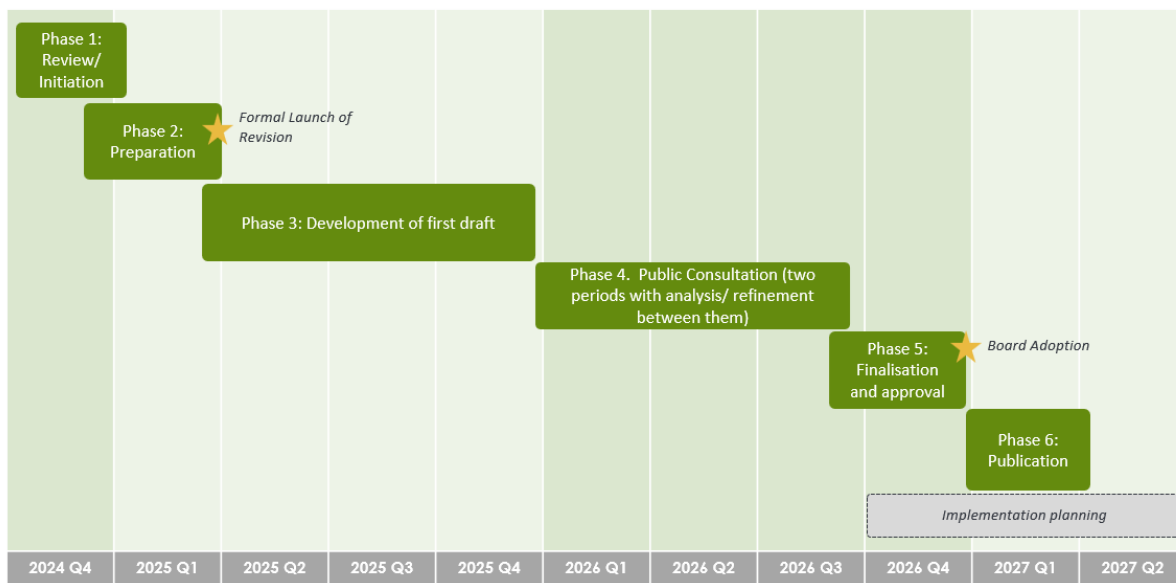 Phase 1:
Review/
Initiation
Phase 2:
Preparation
Formal Launch of
Revision
Phase 3: Development of first draft
Phase 4.  Public Consultation (two
periods with analysis/ refinement
between them)
Phase 5:
Finalisation
and approval
Board Adoption
Phase 6:
Publication
Implementation planning
2024 Q4
2025 Q1
2025 Q2
2025 Q3
2025 Q4
2026 Q1
2026 Q2
2026 Q3
2026 Q4
2027 Q1
2027 Q2